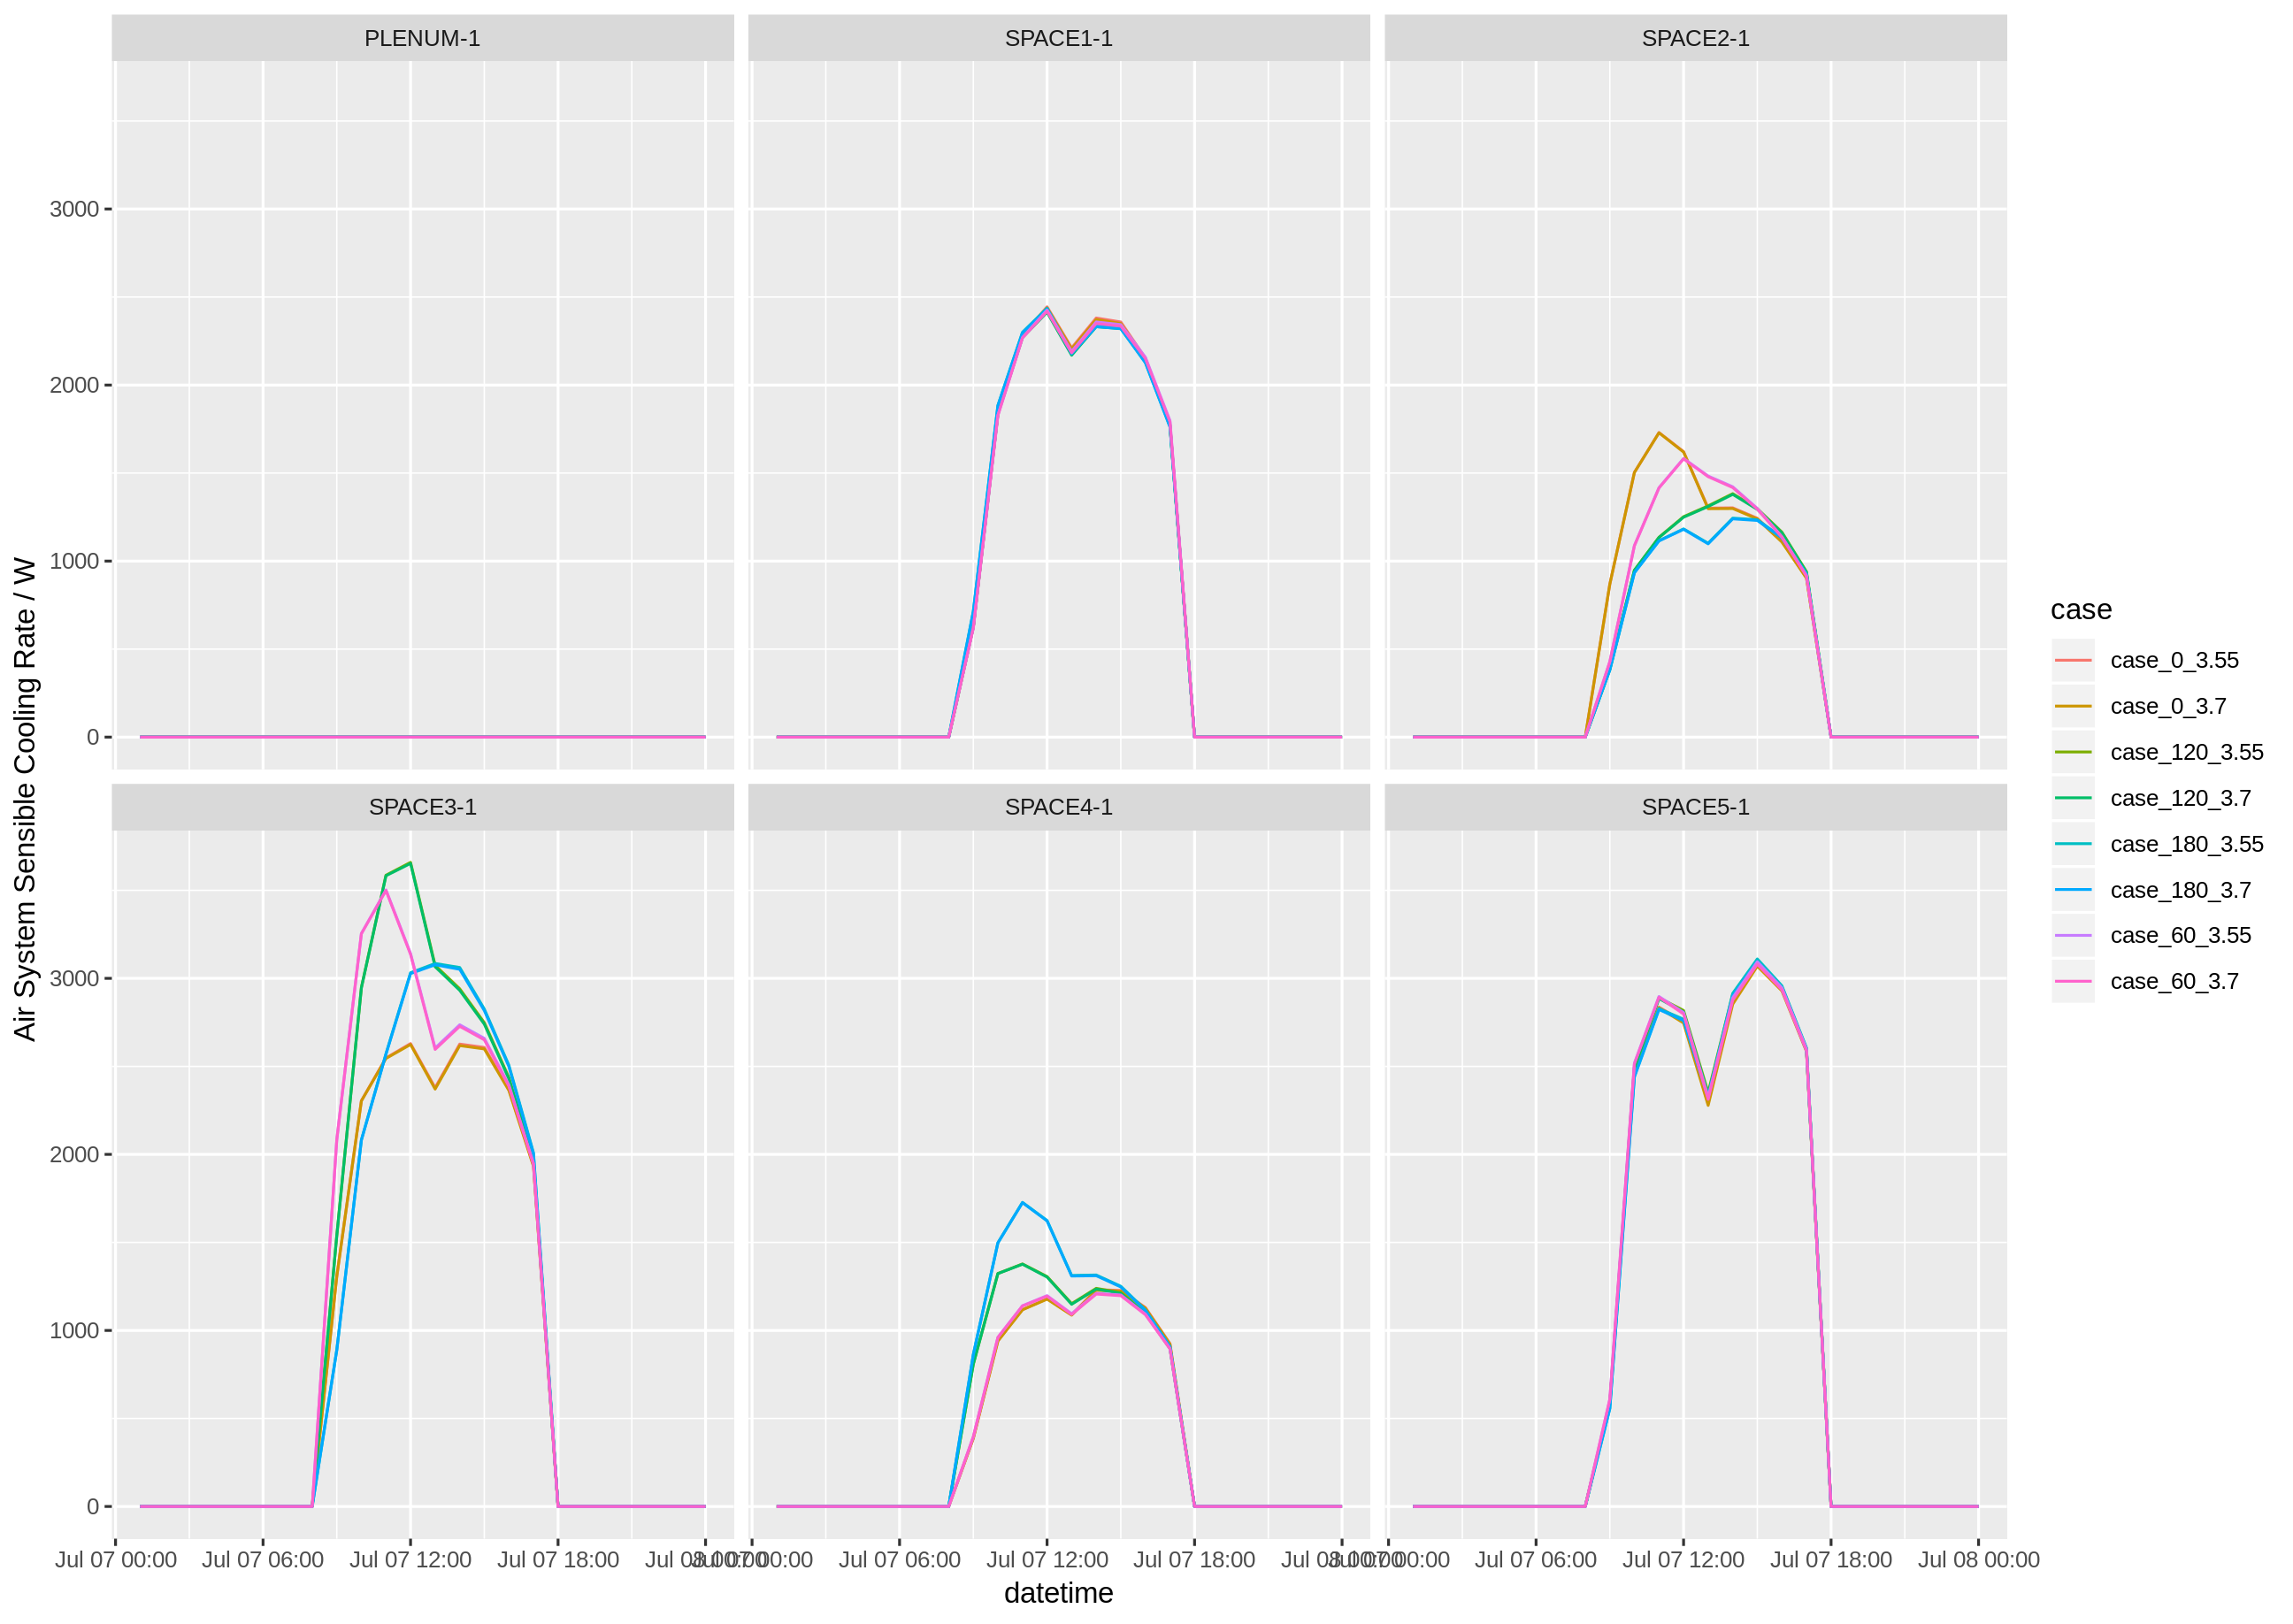 PLENUM-1
SPACE1-1
SPACE2-1
3000
2000
1000
0
SPACE3-1
SPACE4-1
SPACE5-1
3000
2000
1000
0
Air System Sensible Cooling Rate / W
Jul 07 00:00 Jul 07 06:00 Jul 07 12:00 Jul 07 18:00 Jul 08 00:00
Jul 07 00:00 Jul 07 06:00 Jul 07 12:00 Jul 07 18:00 Jul 08 00:00
Jul 07 00:00 Jul 07 06:00 Jul 07 12:00 Jul 07 18:00 Jul 08 00:00
datetime
case
case_0_3.55
case_0_3.7
case_120_3.55
case_120_3.7
case_180_3.55
case_180_3.7
case_60_3.55
case_60_3.7